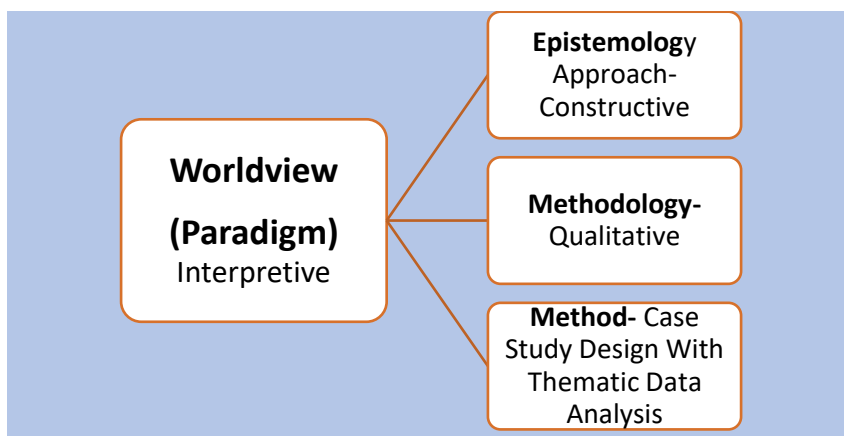 Worldview
(Paradigm)
Interpretive
Epistemology
Approach-
Constructive
Methodology-
Qualitative
Method- Case
Study Design With
Thematic Data
Analysis